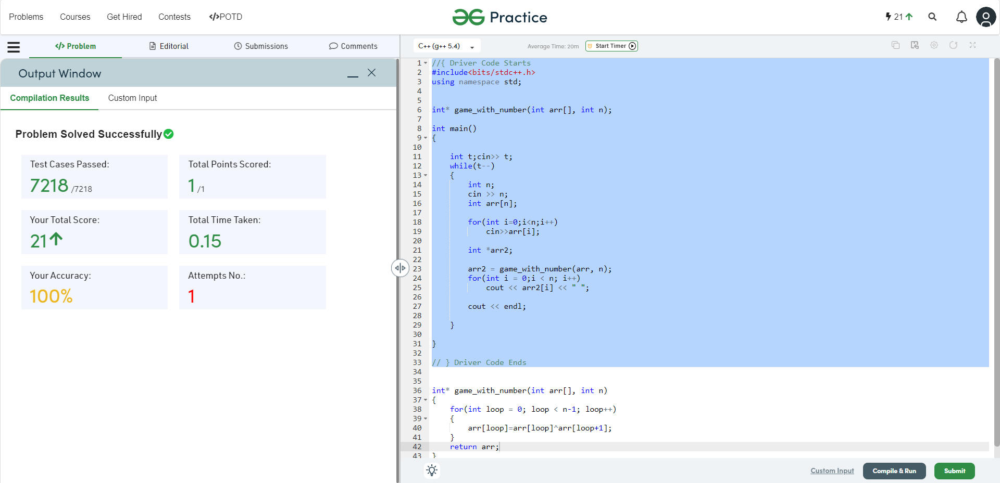 Problems Courses Get Hired Contests </>POTD
Practice
21
</> Problem Editorial Submissions Comments
Output Window
Compilation Results Custom Input
Problem Solved Successfully
Test Cases Passed:
7218 /7218
Total Points Scored:
1 /1
Your Total Score:
21
Total Time Taken:
0.15
Your Accuracy:
100%
Attempts No.:
1
C++ (g++ 5.4) Average Time: 20m Start Timer
1 //{ Driver Code Starts
2 #include<bits/stdc++.h>
3 using namespace std;
4
5
6 int* game_with_number(int arr[], int n);
7
8 int main()
9 {
10
11     int t;cin>> t;
12     while(t--)
13     {
14         int n;
15         cin >> n;
16         int arr[n];
17
18         for(int i=0;i<n;i++)
19             cin>>arr[i];
20
21         int *arr2;
22
23         arr2 = game_with_number(arr, n);
24         for(int i = 0;i < n; i++)
25             cout << arr2[i] << " ";
26
27         cout << endl;
28
29     }
30
31 }
32
33 // } Driver Code Ends
34
35
36 int* game_with_number(int arr[], int n)
37 {
38     for(int loop = 0; loop < n-1; loop++)
39     {
40         arr[loop]=arr[loop]^arr[loop+1];
41     }
42     return arr;
43 }
Custom Input Compile & Run Submit